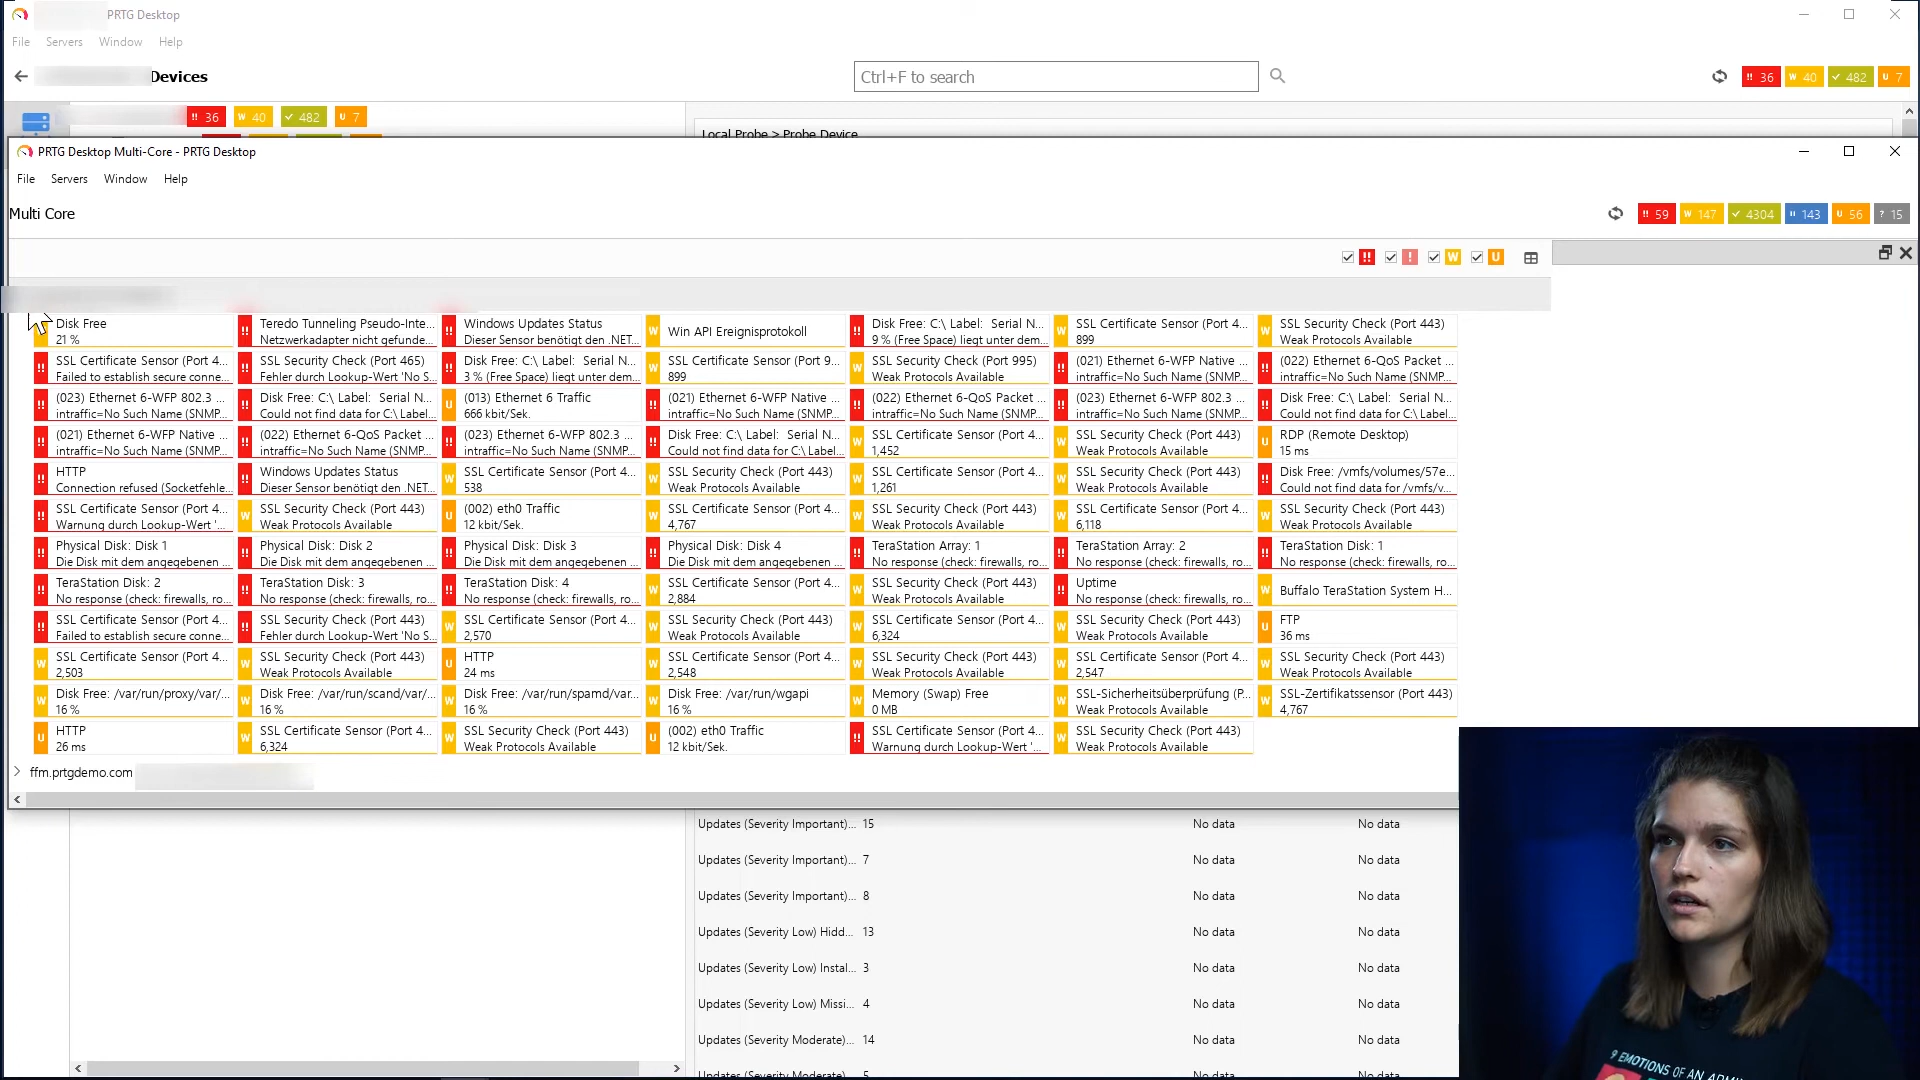 PRTG Desktop
File Servers Window Help
Devices
Ctrl+F to search
!! 36 W 40 ✓ 482 U 7
!! 36 W 40 ✓ 482 U 7
Local Probe > Probe Device
PRTG Desktop Multi-Core - PRTG Desktop
File Servers Window Help
Multi Core
!! 59 W 147 ✓ 4304 II 143 U 56 ? 15
!! ! W U
Disk Free
21 %
Teredo Tunneling Pseudo-Inte...
Netzwerkadapter nicht gefunde...
Windows Updates Status
Dieser Sensor benötigt den .NET...
Win API Ereignisprotokoll
Disk Free: C:\ Label: Serial N...
9 % (Free Space) liegt unter dem...
SSL Certificate Sensor (Port 4...
899
SSL Security Check (Port 443)
Weak Protocols Available
SSL Certificate Sensor (Port 4...
Failed to establish secure conne...
SSL Security Check (Port 465)
Fehler durch Lookup-Wert 'No S...
Disk Free: C:\ Label: Serial N...
3 % (Free Space) liegt unter dem...
SSL Certificate Sensor (Port 9...
899
SSL Security Check (Port 995)
Weak Protocols Available
(021) Ethernet 6-WFP Native ...
intraffic=No Such Name (SNMP...
(022) Ethernet 6-QoS Packet ...
intraffic=No Such Name (SNMP...
(023) Ethernet 6-WFP 802.3 ...
intraffic=No Such Name (SNMP...
Disk Free: C:\ Label: Serial N...
Could not find data for C:\ Label...
(013) Ethernet 6 Traffic
666 kbit/Sek.
(021) Ethernet 6-WFP Native ...
intraffic=No Such Name (SNMP...
(022) Ethernet 6-QoS Packet ...
intraffic=No Such Name (SNMP...
(023) Ethernet 6-WFP 802.3 ...
intraffic=No Such Name (SNMP...
Disk Free: C:\ Label: Serial N...
Could not find data for C:\ Label...
(021) Ethernet 6-WFP Native ...
intraffic=No Such Name (SNMP...
(022) Ethernet 6-QoS Packet ...
intraffic=No Such Name (SNMP...
(023) Ethernet 6-WFP 802.3 ...
intraffic=No Such Name (SNMP...
Disk Free: C:\ Label: Serial N...
Could not find data for C:\ Label...
SSL Certificate Sensor (Port 4...
1,452
SSL Security Check (Port 443)
Weak Protocols Available
RDP (Remote Desktop)
15 ms
HTTP
Connection refused (Socketfehle...
Windows Updates Status
Dieser Sensor benötigt den .NET...
SSL Certificate Sensor (Port 4...
538
SSL Security Check (Port 443)
Weak Protocols Available
SSL Certificate Sensor (Port 4...
1,261
SSL Security Check (Port 443)
Weak Protocols Available
Disk Free: /vmfs/volumes/57e...
Could not find data for /vmfs/v...
SSL Certificate Sensor (Port 4...
Warnung durch Lookup-Wert '...
SSL Security Check (Port 443)
Weak Protocols Available
(002) eth0 Traffic
12 kbit/Sek.
SSL Certificate Sensor (Port 4...
4,767
SSL Security Check (Port 443)
Weak Protocols Available
SSL Certificate Sensor (Port 4...
6,118
SSL Security Check (Port 443)
Weak Protocols Available
Physical Disk: Disk 1
Die Disk mit dem angegebenen ...
Physical Disk: Disk 2
Die Disk mit dem angegebenen ...
Physical Disk: Disk 3
Die Disk mit dem angegebenen ...
Physical Disk: Disk 4
Die Disk mit dem angegebenen ...
TeraStation Array: 1
No response (check: firewalls, ro...
TeraStation Array: 2
No response (check: firewalls, ro...
TeraStation Disk: 1
No response (check: firewalls, ro...
TeraStation Disk: 2
No response (check: firewalls, ro...
TeraStation Disk: 3
No response (check: firewalls, ro...
TeraStation Disk: 4
No response (check: firewalls, ro...
SSL Certificate Sensor (Port 4...
2,884
SSL Security Check (Port 443)
Weak Protocols Available
Uptime
No response (check: firewalls, ro...
Buffalo TeraStation System H...
SSL Certificate Sensor (Port 4...
Failed to establish secure conne...
SSL Security Check (Port 443)
Fehler durch Lookup-Wert 'No S...
SSL Certificate Sensor (Port 4...
2,570
SSL Security Check (Port 443)
Weak Protocols Available
SSL Certificate Sensor (Port 4...
6,324
SSL Security Check (Port 443)
Weak Protocols Available
FTP
36 ms
SSL Certificate Sensor (Port 4...
2,503
SSL Security Check (Port 443)
Weak Protocols Available
HTTP
24 ms
SSL Certificate Sensor (Port 4...
2,548
SSL Security Check (Port 443)
Weak Protocols Available
SSL Certificate Sensor (Port 4...
2,547
SSL Security Check (Port 443)
Weak Protocols Available
Disk Free: /var/run/proxy/var/...
16 %
Disk Free: /var/run/scand/var/...
16 %
Disk Free: /var/run/spamd/var...
16 %
Disk Free: /var/run/wgapi
16 %
Memory (Swap) Free
0 MB
SSL-Sicherheitsüberprüfung (P...
Weak Protocols Available
SSL-Zertifikatssensor (Port 443)
4,767
HTTP
26 ms
SSL Certificate Sensor (Port 4...
6,324
SSL Security Check (Port 443)
Weak Protocols Available
(002) eth0 Traffic
12 kbit/Sek.
SSL Certificate Sensor (Port 4...
Warnung durch Lookup-Wert '...
SSL Security Check (Port 443)
Weak Protocols Available
ffm.prtgdemo.com
Updates (Severity Important)... 15 No data No data
Updates (Severity Important)... 7 No data No data
Updates (Severity Important)... 8 No data No data
Updates (Severity Low) Hidd... 13 No data No data
Updates (Severity Low) Instal... 3 No data No data
Updates (Severity Low) Missi... 4 No data No data
Updates (Severity Moderate)... 14 No data No data
Updates (Severity Moderate)... 5 No data No data
9 EMOTIONS OF AN